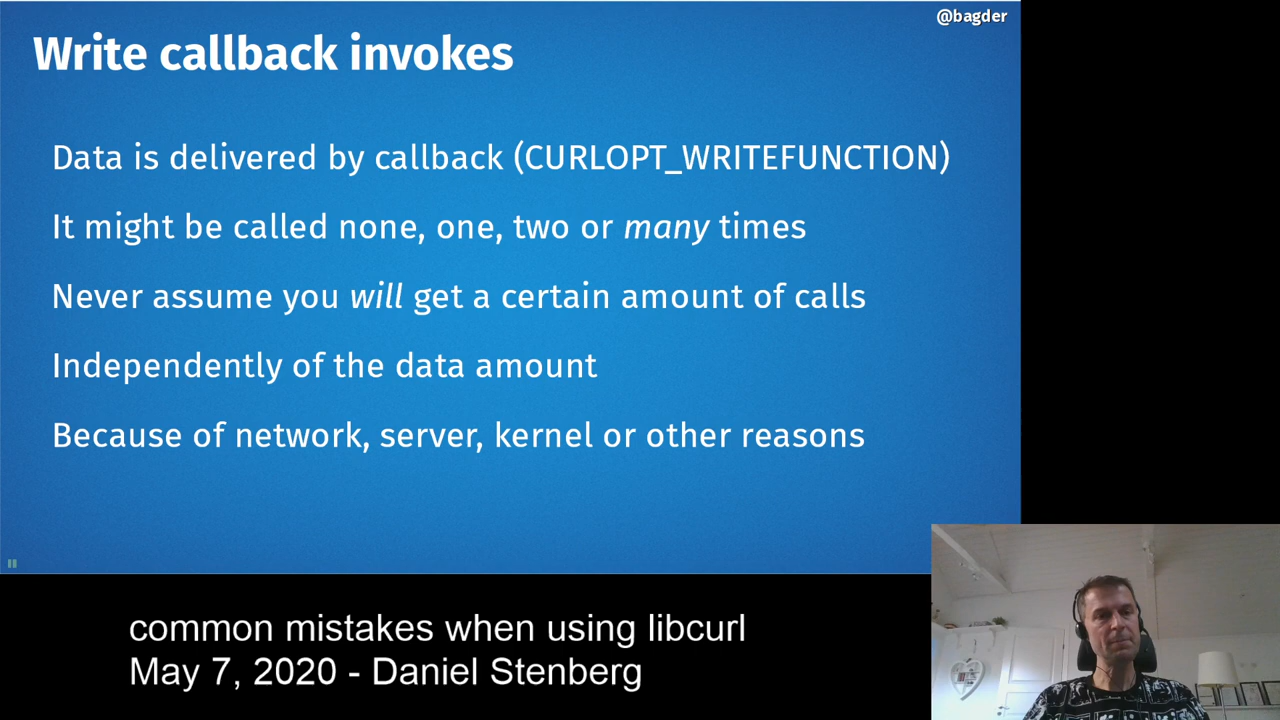 @bagder
Write callback invokes
Data is delivered by callback (CURLOPT_WRITEFUNCTION)
It might be called none, one, two or many times
Never assume you will get a certain amount of calls
Independently of the data amount
Because of network, server, kernel or other reasons
common mistakes when using libcurl
May 7, 2020 - Daniel Stenberg